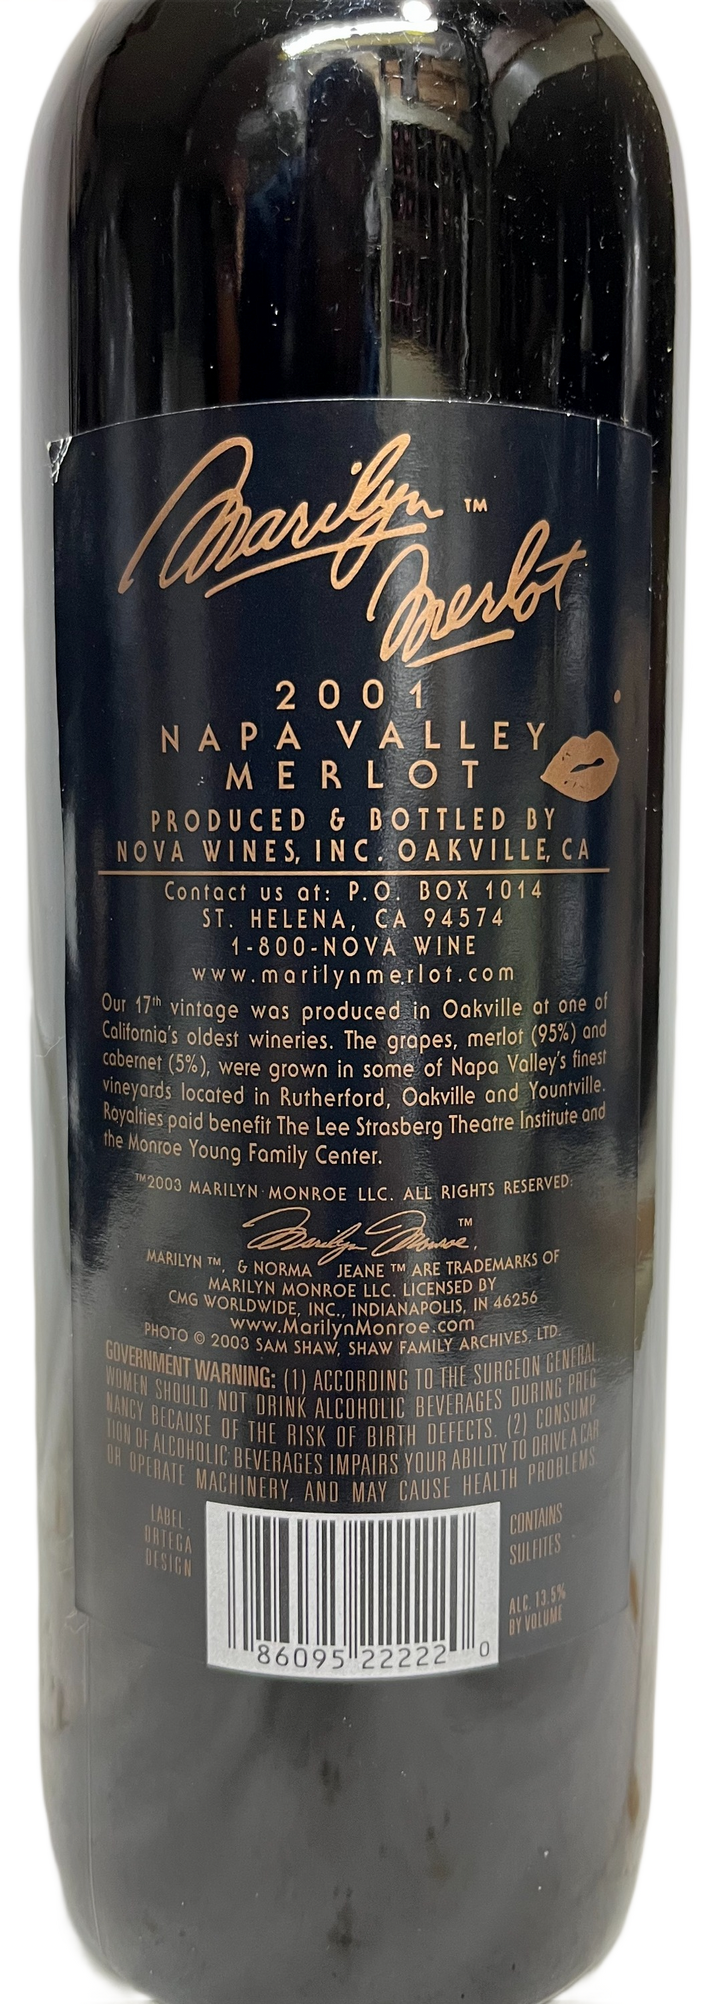 Marilyn ™
Merlot
2001
NAPA VALLEY
MERLOT
PRODUCED & BOTTLED BY
NOVA WINES, INC. OAKVILLE, CA
Contact us at: P.O. BOX 1014
ST. HELENA, CA 94574
1-800-NOVA WINE
www.marilynmerlot.com
Our 17th vintage was produced in Oakville at one of
California's oldest wineries. The grapes, merlot (95%) and
cabernet (5%), were grown in some of Napa Valley's finest
vineyards located in Rutherford, Oakville and Yountville.
Royalties paid benefit The Lee Strasberg Theatre Institute and
the Monroe Young Family Center.
™2003 MARILYN MONROE LLC. ALL RIGHTS RESERVED:
Marilyn Monroe ™,
MARILYN ™, & NORMA JEANE ™ ARE TRADEMARKS OF
MARILYN MONROE LLC. LICENSED BY
CMG WORLDWIDE, INC., INDIANAPOLIS, IN 46256
www.MarilynMonroe.com
PHOTO © 2003 SAM SHAW, SHAW FAMILY ARCHIVES, LTD.
GOVERNMENT WARNING: (1) ACCORDING TO THE SURGEON GENERAL
WOMEN SHOULD NOT DRINK ALCOHOLIC BEVERAGES DURING PREG
NANCY BECAUSE OF THE RISK OF BIRTH DEFECTS. (2) CONSUMP
TION OF ALCOHOLIC BEVERAGES IMPAIRS YOUR ABILITY TO DRIVE A CAR
OR OPERATE MACHINERY, AND MAY CAUSE HEALTH PROBLEMS.
LABEL
ORTEGA
DESIGN
86095 22222 0
CONTAINS
SULFITES
ALC. 13.5%
BY VOLUME